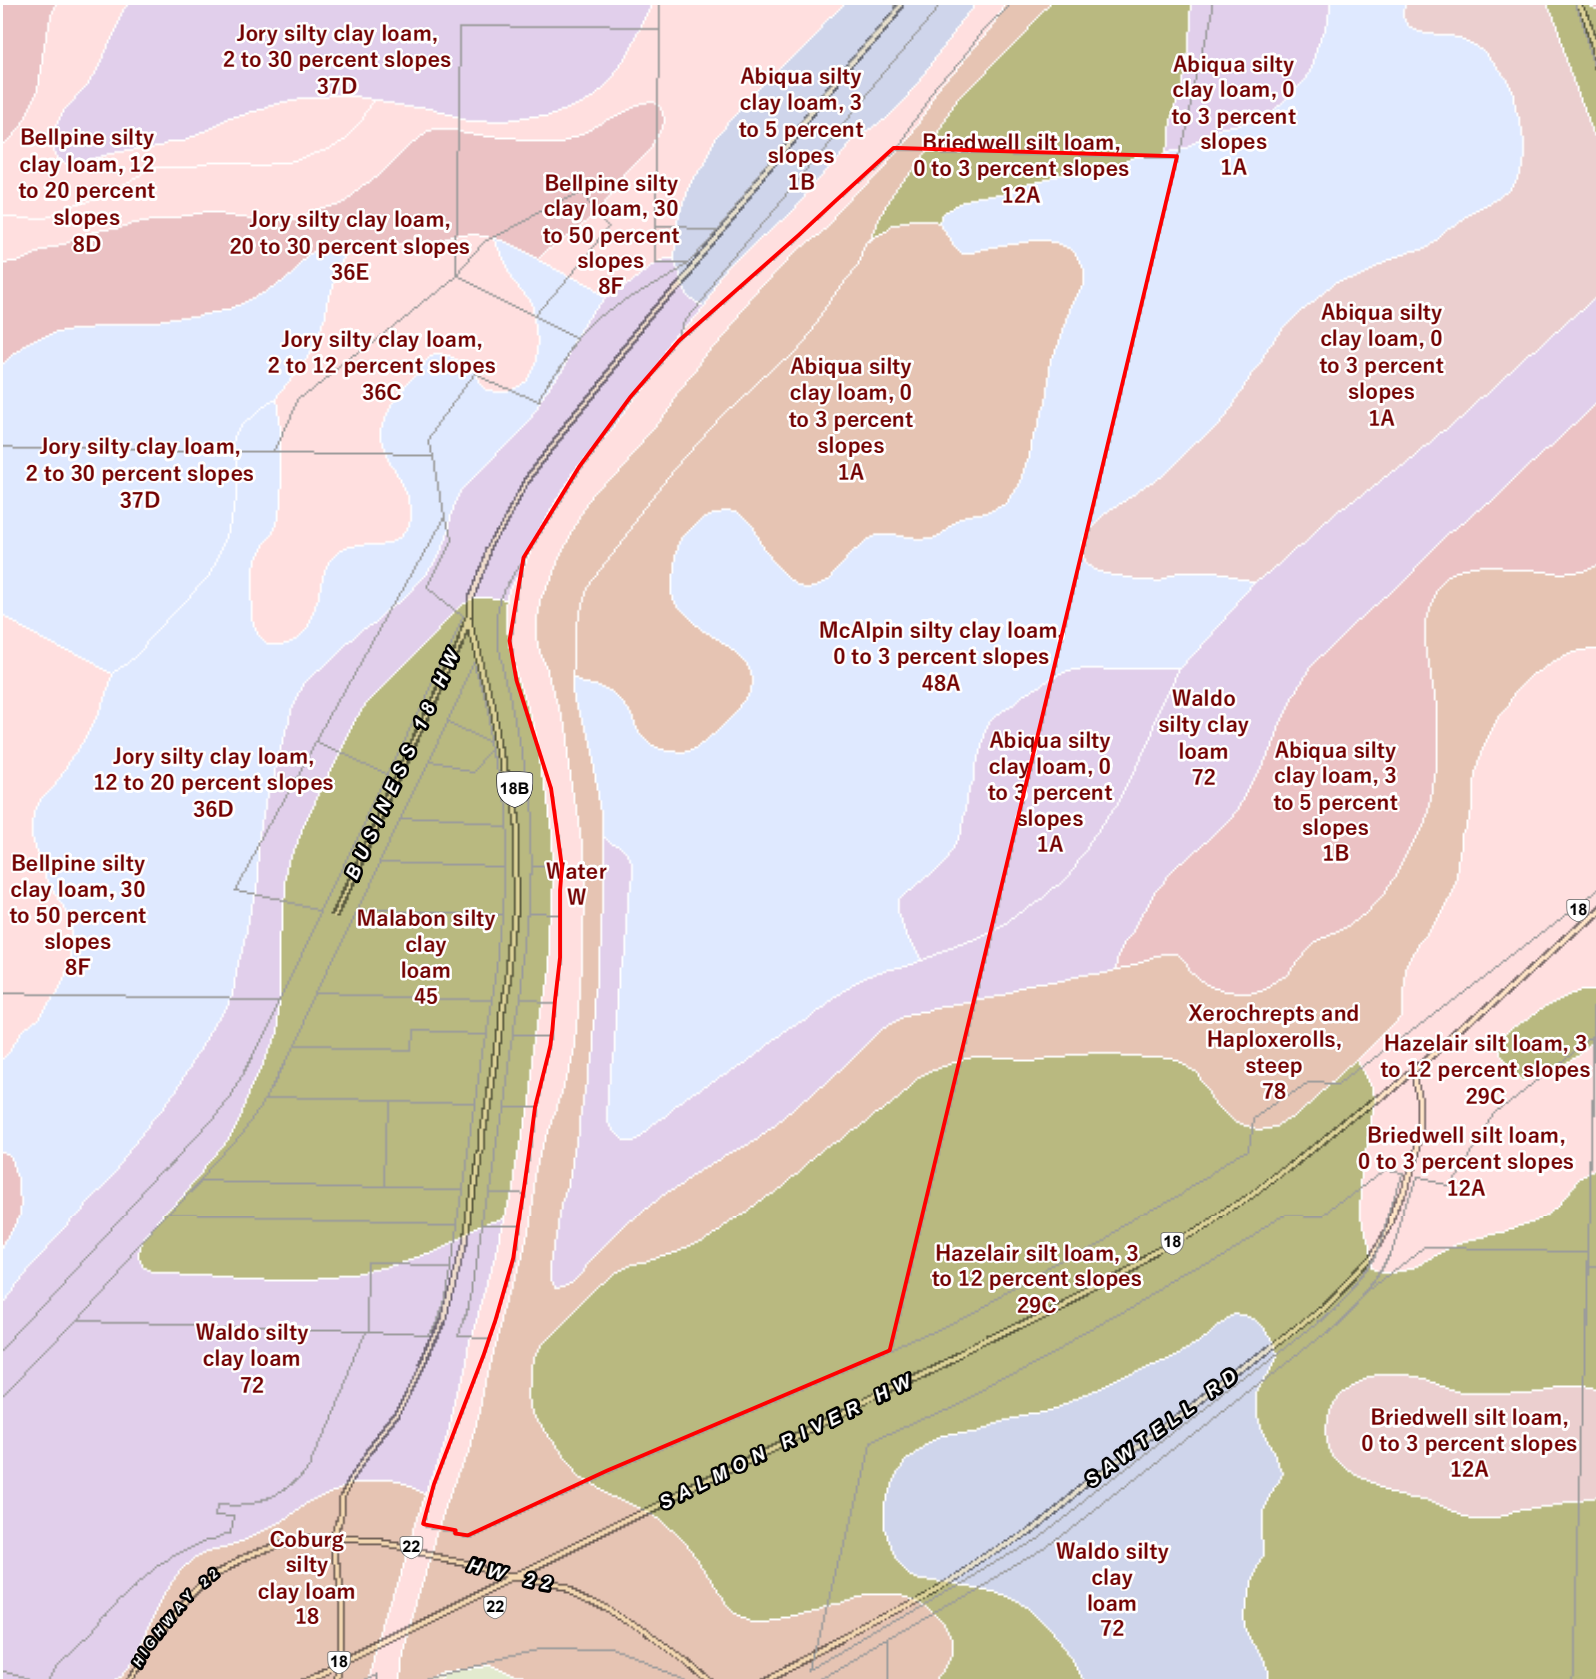 Jory silty clay loam,
2 to 30 percent slopes
37D
Abiqua silty
clay loam, 3
to 5 percent
slopes
1B
Abiqua silty
clay loam, 0
to 3 percent
slopes
1A
Bellpine silty
clay loam, 12
to 20 percent
slopes
8D
Briedwell silt loam,
0 to 3 percent slopes
12A
Bellpine silty
clay loam, 30
to 50 percent
slopes
8F
Jory silty clay loam,
20 to 30 percent slopes
36E
Jory silty clay loam,
2 to 12 percent slopes
36C
Abiqua silty
clay loam, 0
to 3 percent
slopes
1A
Abiqua silty
clay loam, 0
to 3 percent
slopes
1A
Jory silty clay loam,
2 to 30 percent slopes
37D
McAlpin silty clay loam,
0 to 3 percent slopes
48A
BUSINESS 18 HW
18B
Waldo
silty clay
loam
72
Abiqua silty
clay loam, 0
to 3 percent
slopes
1A
Abiqua silty
clay loam, 3
to 5 percent
slopes
1B
Jory silty clay loam,
12 to 20 percent slopes
36D
Bellpine silty
clay loam, 30
to 50 percent
slopes
8F
Water
W
Malabon silty
clay
loam
45
18
Xerochrepts and
Haploxerolls,
steep
78
Hazelair silt loam, 3
to 12 percent slopes
29C
Briedwell silt loam,
0 to 3 percent slopes
12A
18
Hazelair silt loam, 3
to 12 percent slopes
29C
Waldo silty
clay loam
72
SALMON RIVER HW
SAWTELL RD
Briedwell silt loam,
0 to 3 percent slopes
12A
Coburg
silty
clay loam
18
22
HW 22
22
HIGHWAY 22
18
Waldo silty
clay
loam
72